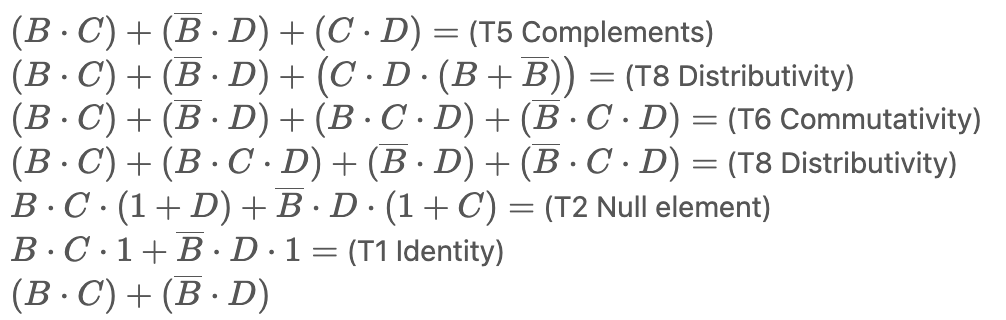 (B · C) + (B̅ · D) + (C · D) = (T5 Complements)
(B · C) + (B̅ · D) + (C · D · (B + B̅)) = (T8 Distributivity)
(B · C) + (B̅ · D) + (B · C · D) + (B̅ · C · D) = (T6 Commutativity)
(B · C) + (B · C · D) + (B̅ · D) + (B̅ · C · D) = (T8 Distributivity)
B · C · (1 + D) + B̅ · D · (1 + C) = (T2 Null element)
B · C · 1 + B̅ · D · 1 = (T1 Identity)
(B · C) + (B̅ · D)